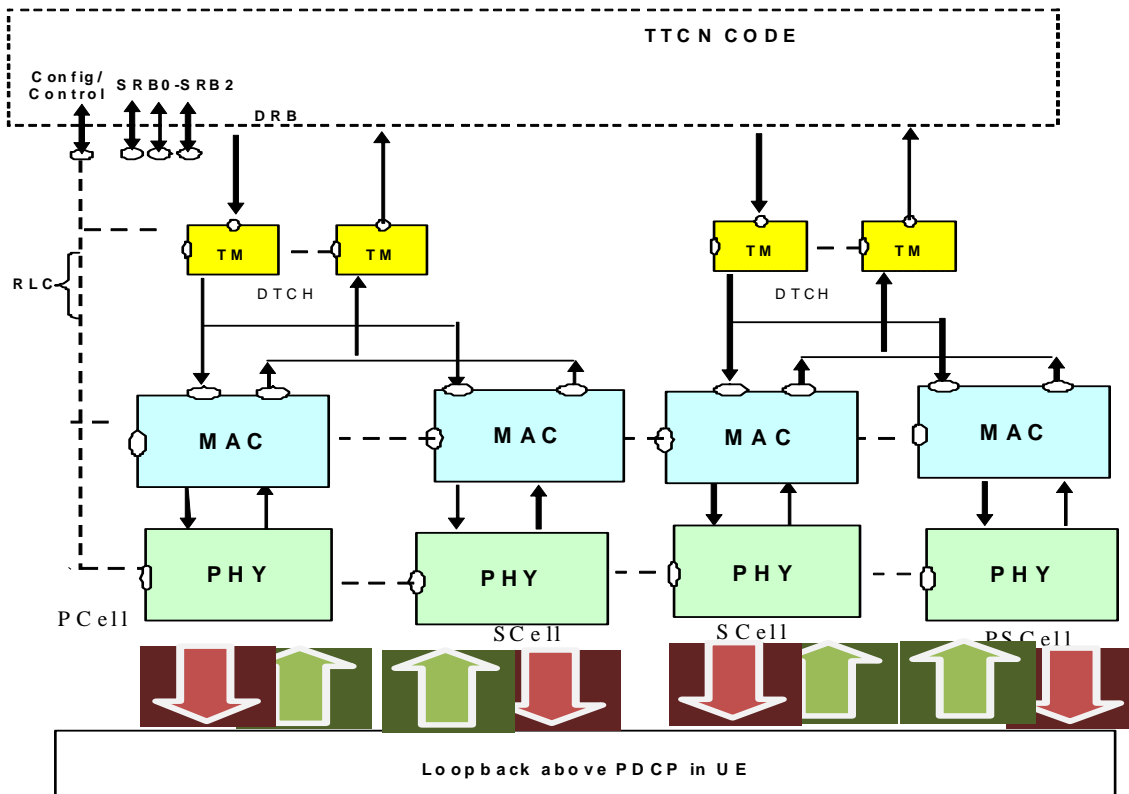 TTCN CODE
Config/
Control
SRB0-SRB2
DRB
TM
TM
TM
TM
RLC
DTCH
DTCH
MAC
MAC
MAC
MAC
PHY
PHY
PHY
PHY
PCell
SCell
SCell
PSCell
Loopback above PDCP in UE